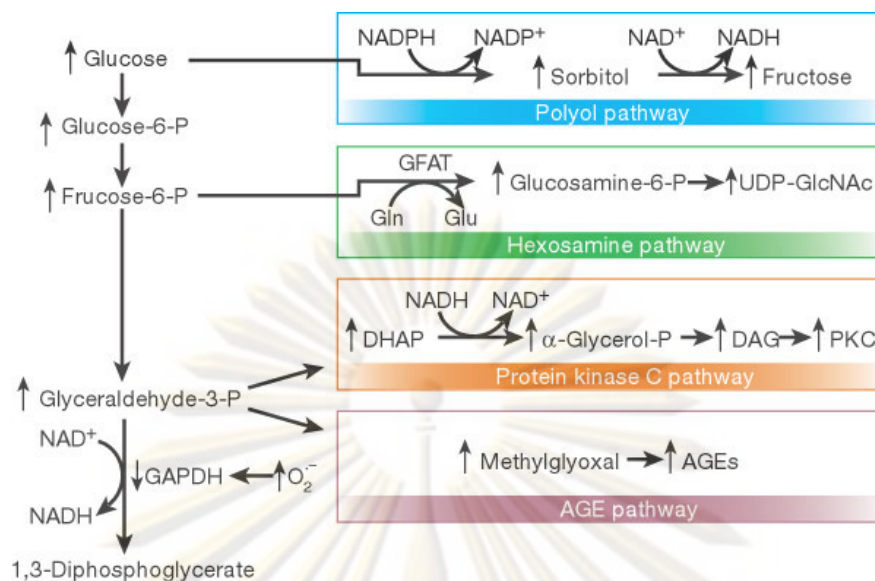 NADPH NADP+ NAD+ NADH
↑ Glucose ↑ Sorbitol ↑ Fructose
Polyol pathway
↑ Glucose-6-P
GFAT
↑ Frucose-6-P ↑ Glucosamine-6-P ↑ UDP-GlcNAc
Gln Glu
Hexosamine pathway
NADH NAD+
↑ DHAP ↑ α-Glycerol-P ↑ DAG ↑ PKC
Protein kinase C pathway
↑ Glyceraldehyde-3-P
NAD+
↑ Methylglyoxal ↑ AGEs
↓ GAPDH ↑ O2·-
NADH
AGE pathway
1,3-Diphosphoglycerate